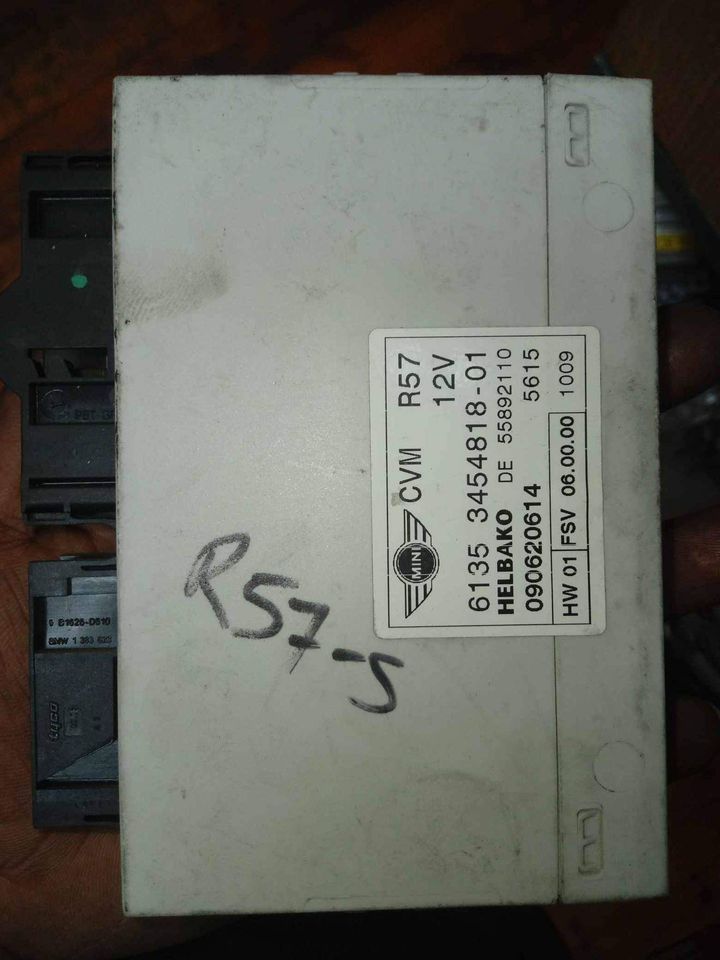 MINI
CVM R57
12V
6135 3454818-01
HELBAKO DE 55892110
090620614 5615
HW 01 FSV 06.00.00 1009
R57-S
tyco